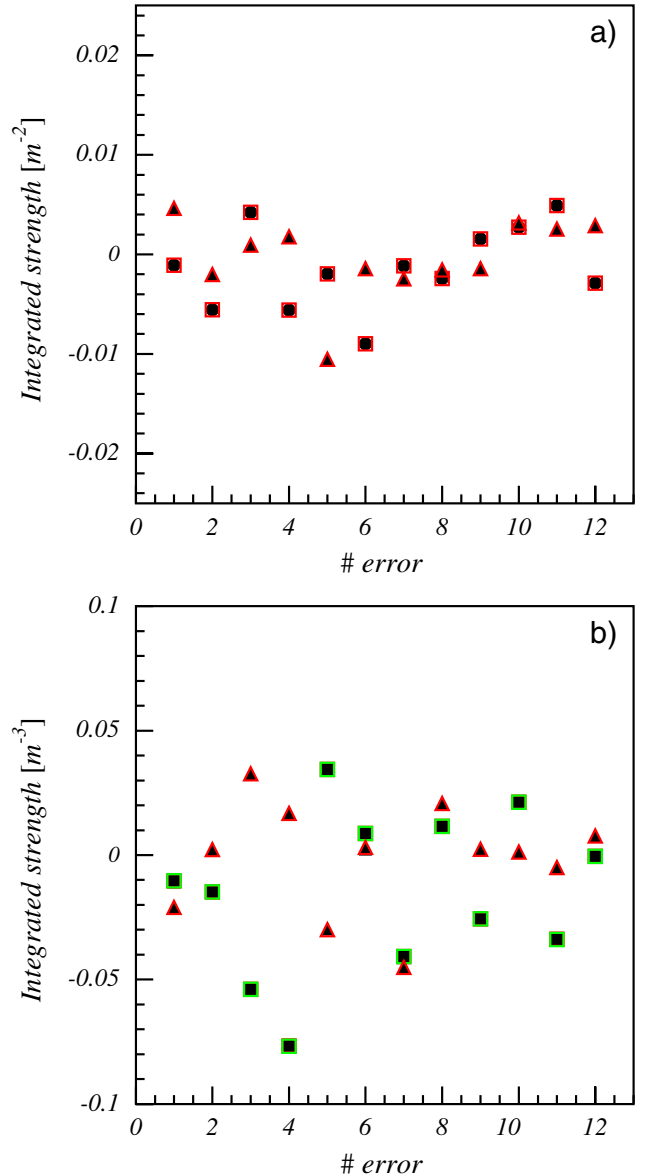 a)
0.02
0.01
0
-0.01
-0.02
Integrated strength [m⁻²]
0 2 4 6 8 10 12
# error
b)
0.1
0.05
0
-0.05
-0.1
Integrated strength [m⁻³]
0 2 4 6 8 10 12
# error